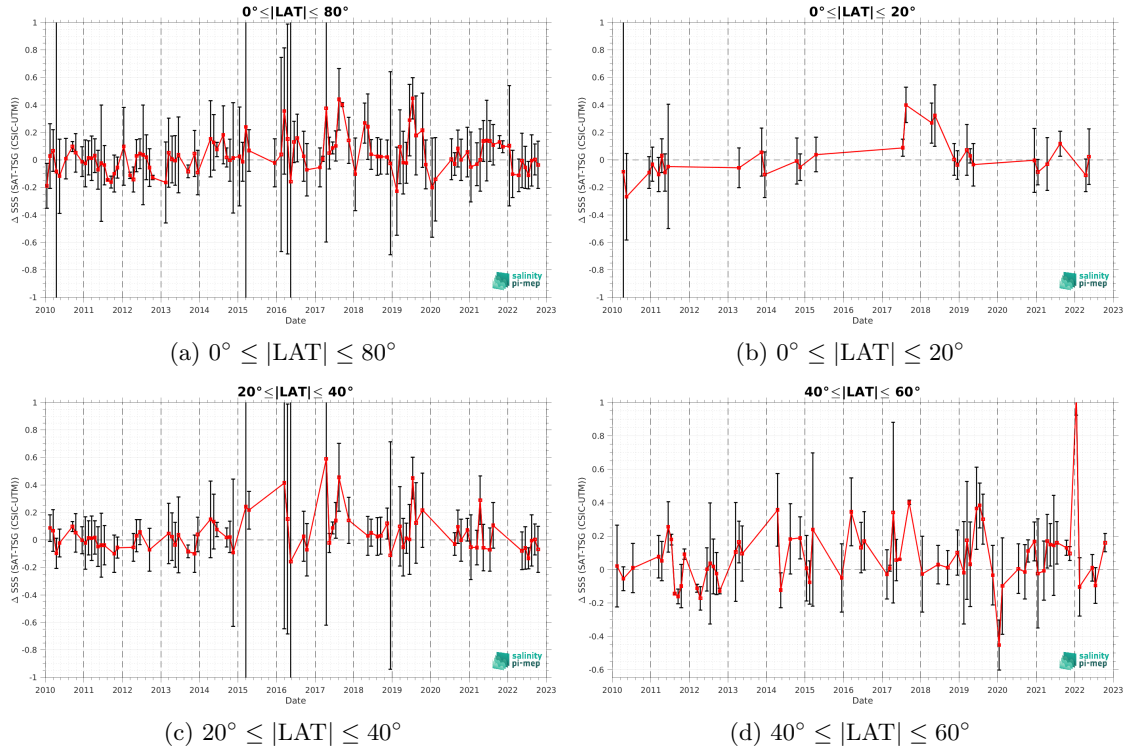 0°≤|LAT|≤ 80°
Δ SSS (SAT-TSG (CSIC-UTM))
1
0.8
0.6
0.4
0.2
0
-0.2
-0.4
-0.6
-0.8
-1
2010 2011 2012 2013 2014 2015 2016 2017 2018 2019 2020 2021 2022 2023
Date
salinity
pi-mep
(a) 0° ≤ |LAT| ≤ 80°
0°≤|LAT|≤ 20°
Δ SSS (SAT-TSG (CSIC-UTM))
1
0.8
0.6
0.4
0.2
0
-0.2
-0.4
-0.6
-0.8
-1
2010 2011 2012 2013 2014 2015 2016 2017 2018 2019 2020 2021 2022 2023
Date
salinity
pi-mep
(b) 0° ≤ |LAT| ≤ 20°
20°≤|LAT|≤ 40°
Δ SSS (SAT-TSG (CSIC-UTM))
1
0.8
0.6
0.4
0.2
0
-0.2
-0.4
-0.6
-0.8
-1
2010 2011 2012 2013 2014 2015 2016 2017 2018 2019 2020 2021 2022 2023
Date
salinity
pi-mep
(c) 20° ≤ |LAT| ≤ 40°
40°≤|LAT|≤ 60°
Δ SSS (SAT-TSG (CSIC-UTM))
1
0.8
0.6
0.4
0.2
0
-0.2
-0.4
-0.6
2010 2011 2012 2013 2014 2015 2016 2017 2018 2019 2020 2021 2022 2023
Date
salinity
pi-mep
(d) 40° ≤ |LAT| ≤ 60°